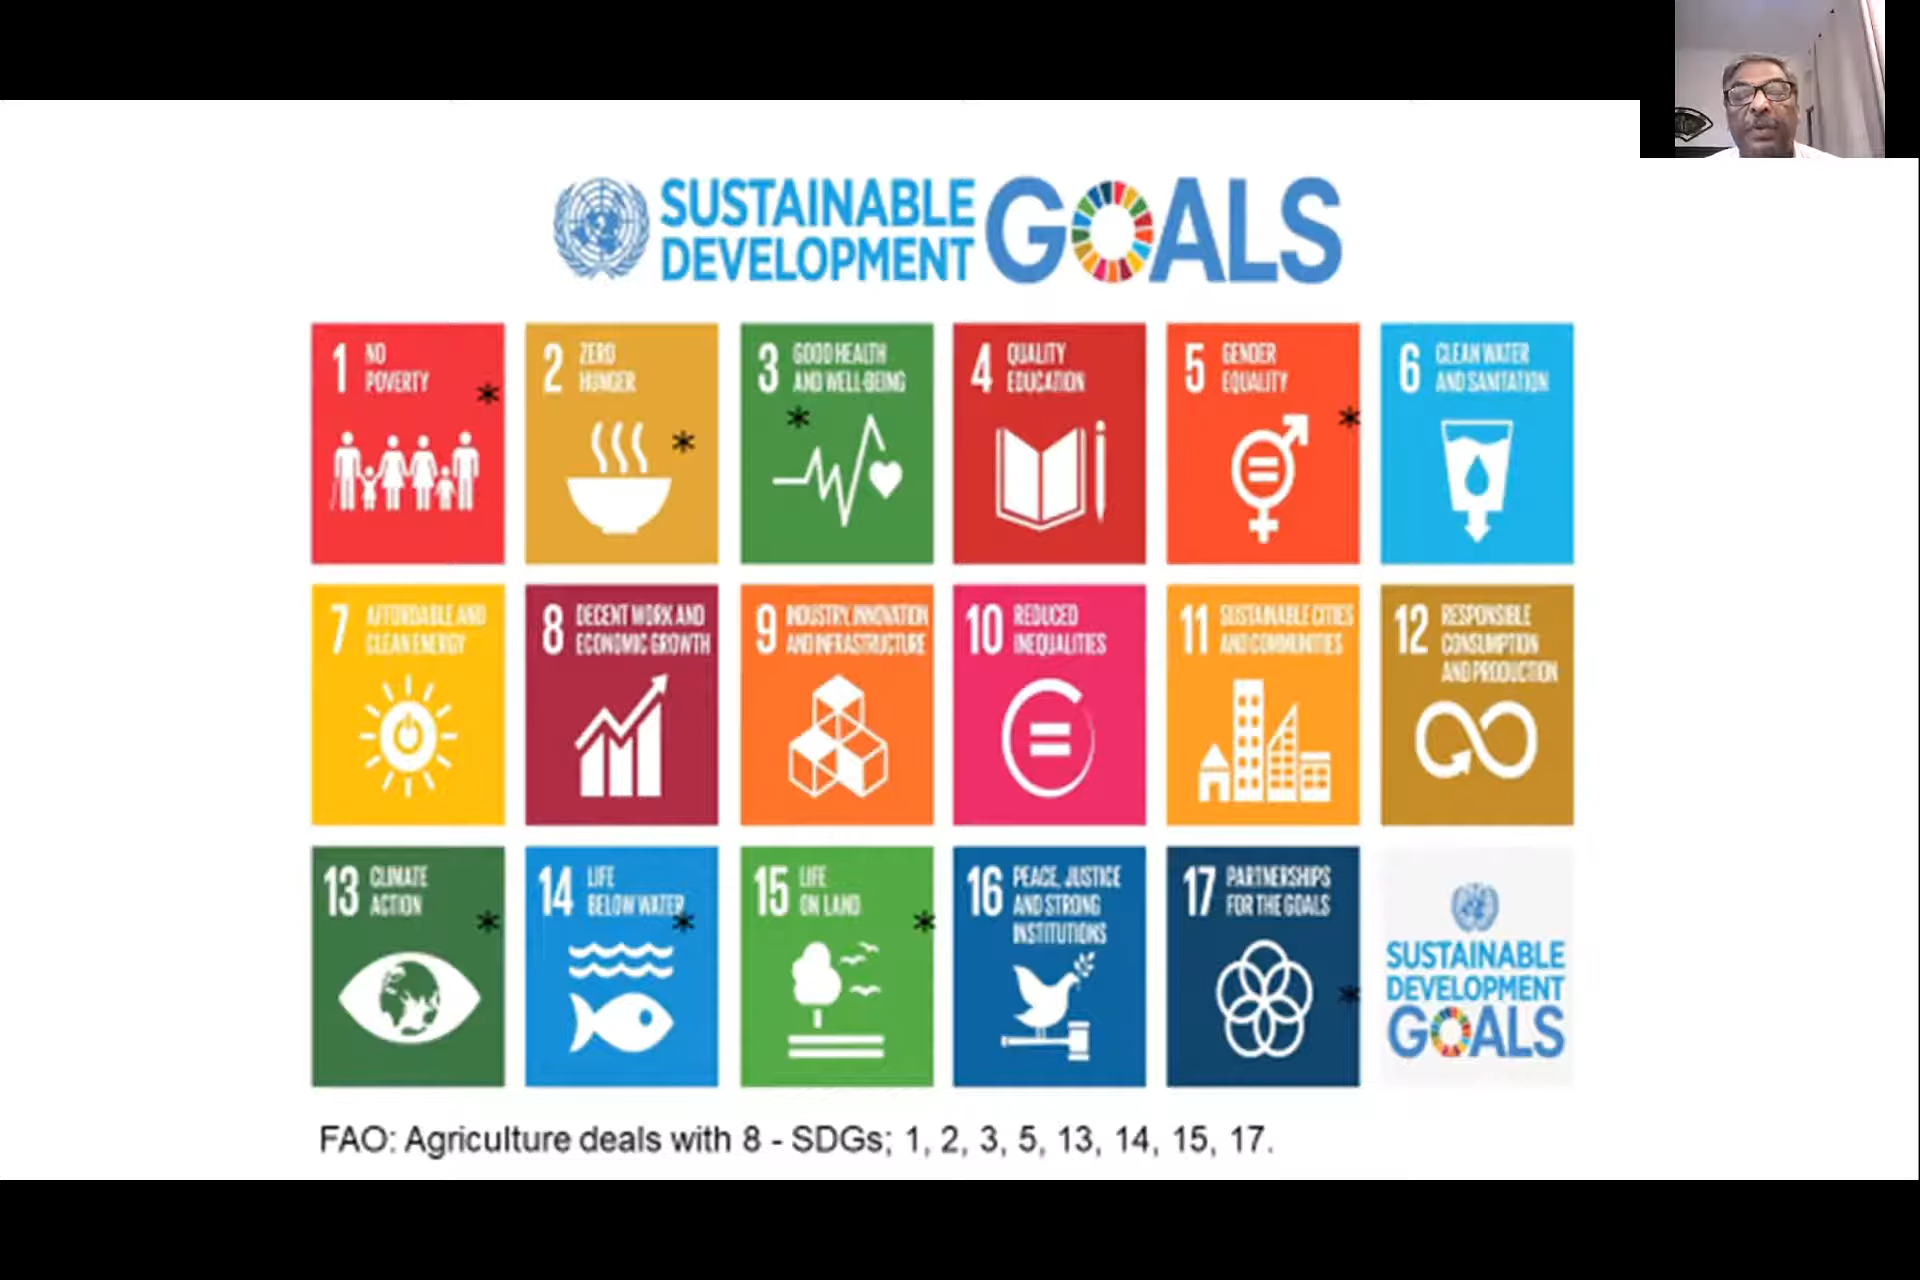 SUSTAINABLE
DEVELOPMENT
GOALS
1 NO
POVERTY
*
2 ZERO
HUNGER
*
3 GOOD HEALTH
AND WELL-BEING
*
4 QUALITY
EDUCATION
5 GENDER
EQUALITY
*
6 CLEAN WATER
AND SANITATION
7 AFFORDABLE AND
CLEAN ENERGY
8 DECENT WORK AND
ECONOMIC GROWTH
9 INDUSTRY, INNOVATION
AND INFRASTRUCTURE
10 REDUCED
INEQUALITIES
11 SUSTAINABLE CITIES
AND COMMUNITIES
12 RESPONSIBLE
CONSUMPTION
AND PRODUCTION
13 CLIMATE
ACTION
*
14 LIFE
BELOW WATER
*
15 LIFE
ON LAND
*
16 PEACE, JUSTICE
AND STRONG
INSTITUTIONS
17 PARTNERSHIPS
FOR THE GOALS
*
SUSTAINABLE
DEVELOPMENT
GOALS
FAO: Agriculture deals with 8 - SDGs; 1, 2, 3, 5, 13, 14, 15, 17.